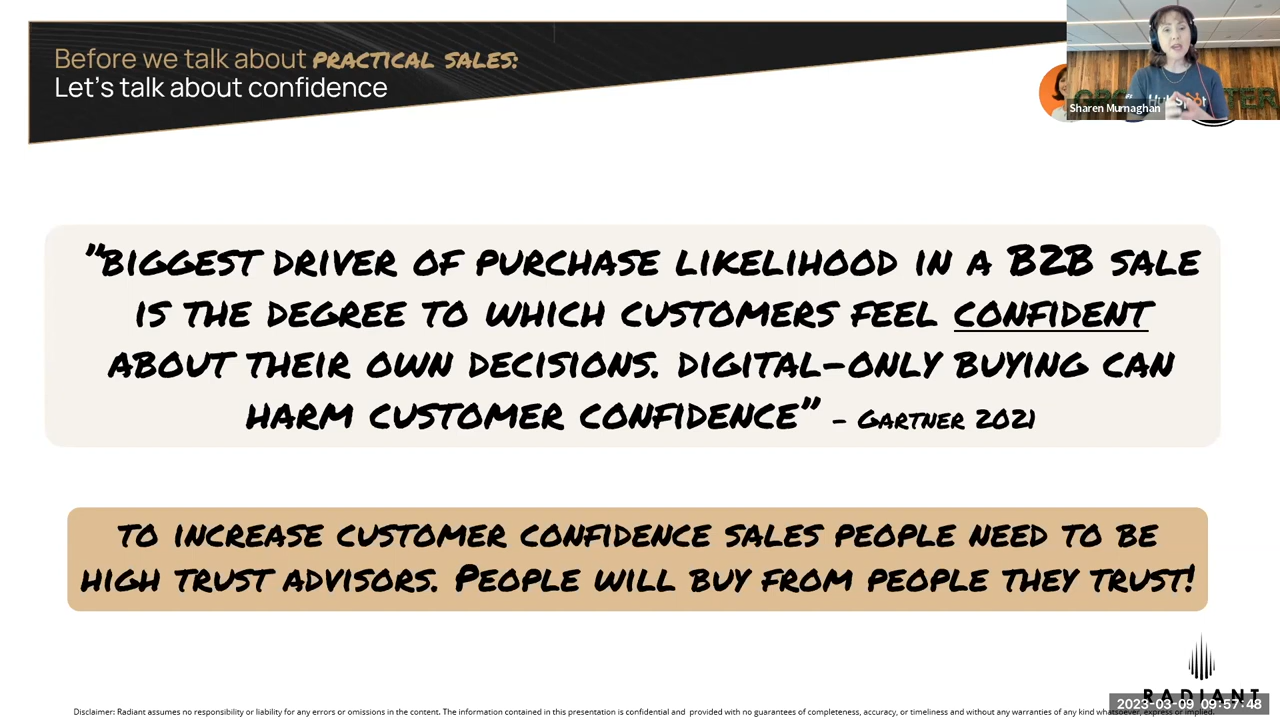 Before we talk about PRACTICAL SALES:
Let's talk about confidence
Sharen Murnaghan
"BIGGEST DRIVER OF PURCHASE LIKELIHOOD IN A B2B SALE
IS THE DEGREE TO WHICH CUSTOMERS FEEL CONFIDENT
ABOUT THEIR OWN DECISIONS. DIGITAL-ONLY BUYING CAN
HARM CUSTOMER CONFIDENCE" - GARTNER 2021
TO INCREASE CUSTOMER CONFIDENCE SALES PEOPLE NEED TO BE
HIGH TRUST ADVISORS. PEOPLE WILL BUY FROM PEOPLE THEY TRUST!
RADIANT
2023-03-09 09:57:48
Disclaimer: Radiant assumes no responsibility or liability for any errors or omissions in the content. The information contained in this presentation is confidential and provided with no guarantees of completeness, accuracy, or timeliness and without any warranties of any kind whatsoever, express or implied.